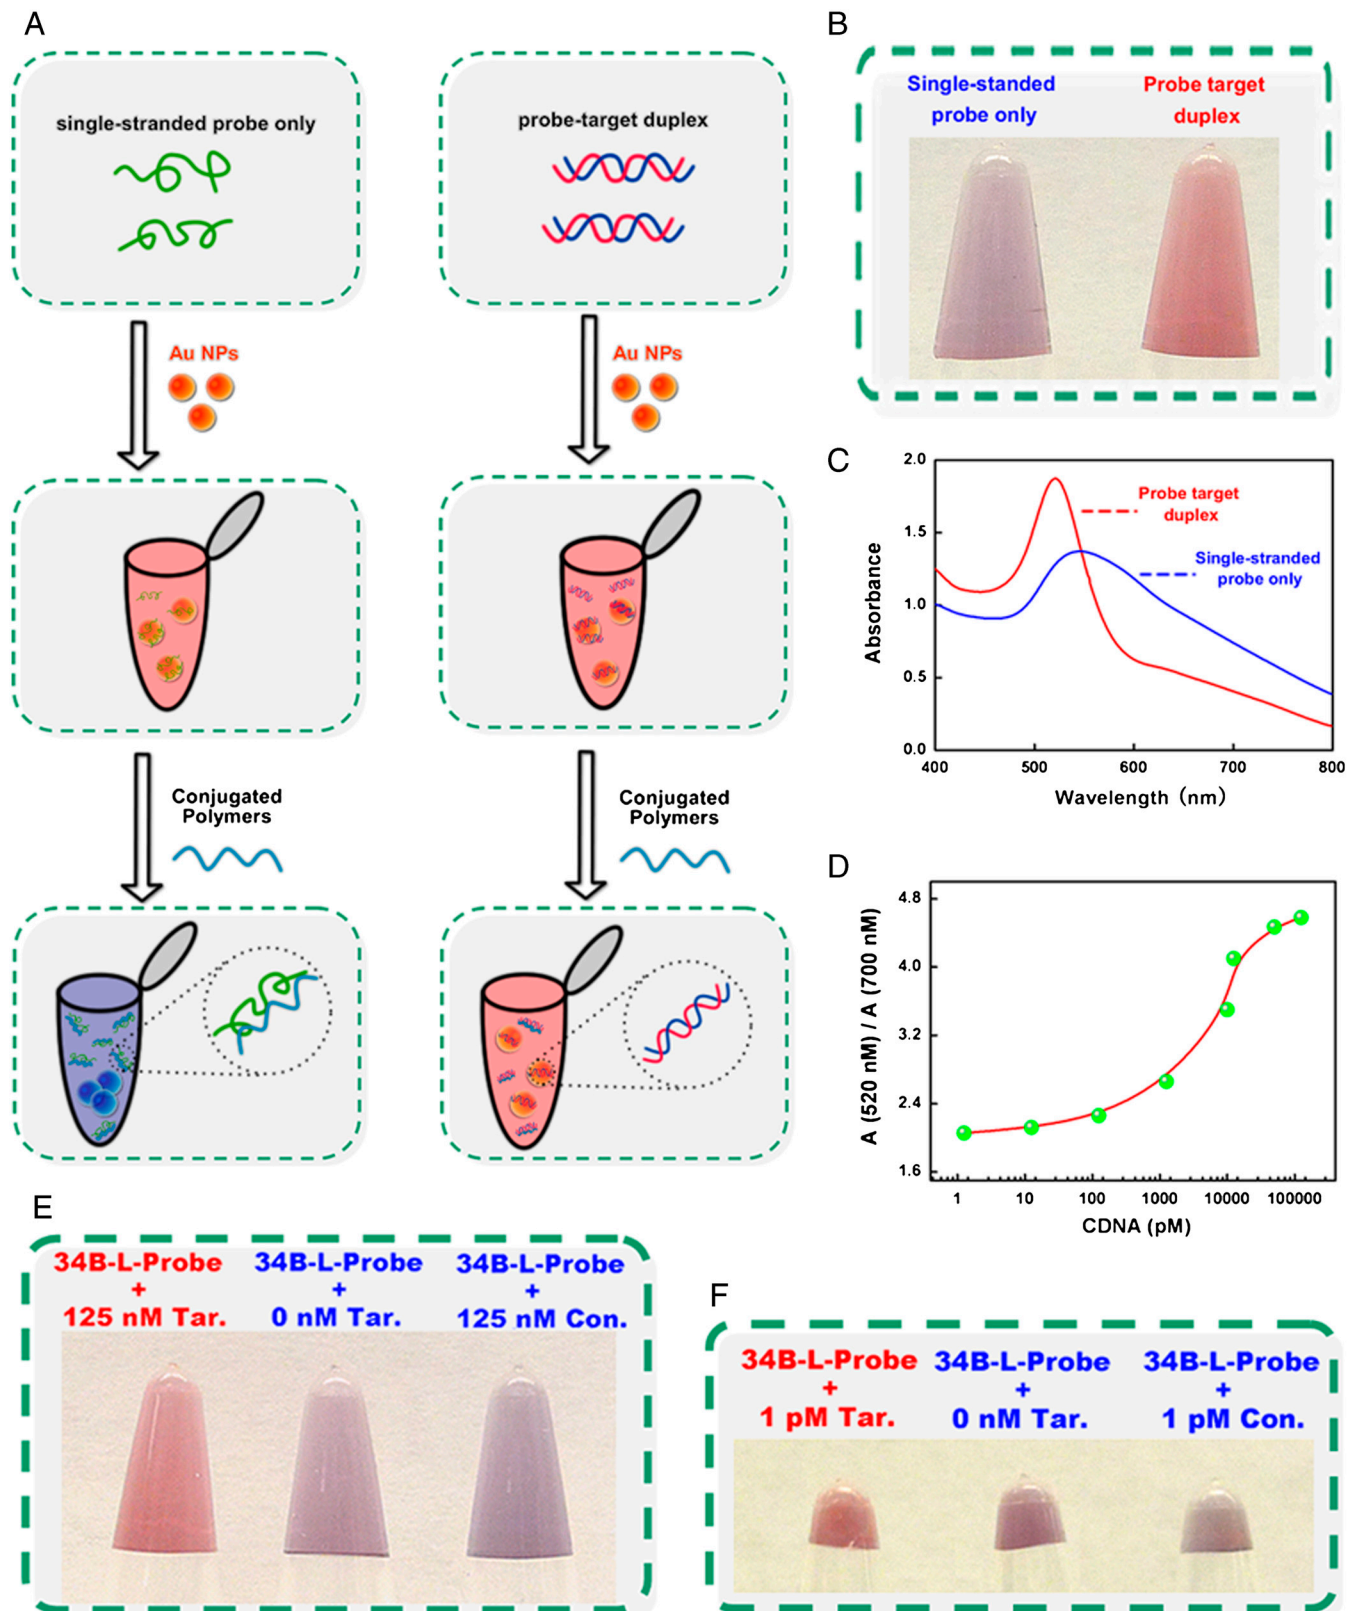 A
single-stranded probe only
probe-target duplex
Au NPs
Au NPs
Conjugated
Polymers
Conjugated
Polymers
B
Single-standed
probe only
Probe target
duplex
C
2.0
1.5
1.0
0.5
0.0
Absorbance
Probe target
duplex
Single-stranded
probe only
400 500 600 700 800
Wavelength (nm)
D
4.8
4.0
3.2
2.4
1.6
A (520 nM) / A (700 nM)
1 10 100 1000 10000 100000
CDNA (pM)
E
34B-L-Probe
+
125 nM Tar.
34B-L-Probe
+
0 nM Tar.
34B-L-Probe
+
125 nM Con.
F
34B-L-Probe
+
1 pM Tar.
34B-L-Probe
+
0 nM Tar.
34B-L-Probe
+
1 pM Con.